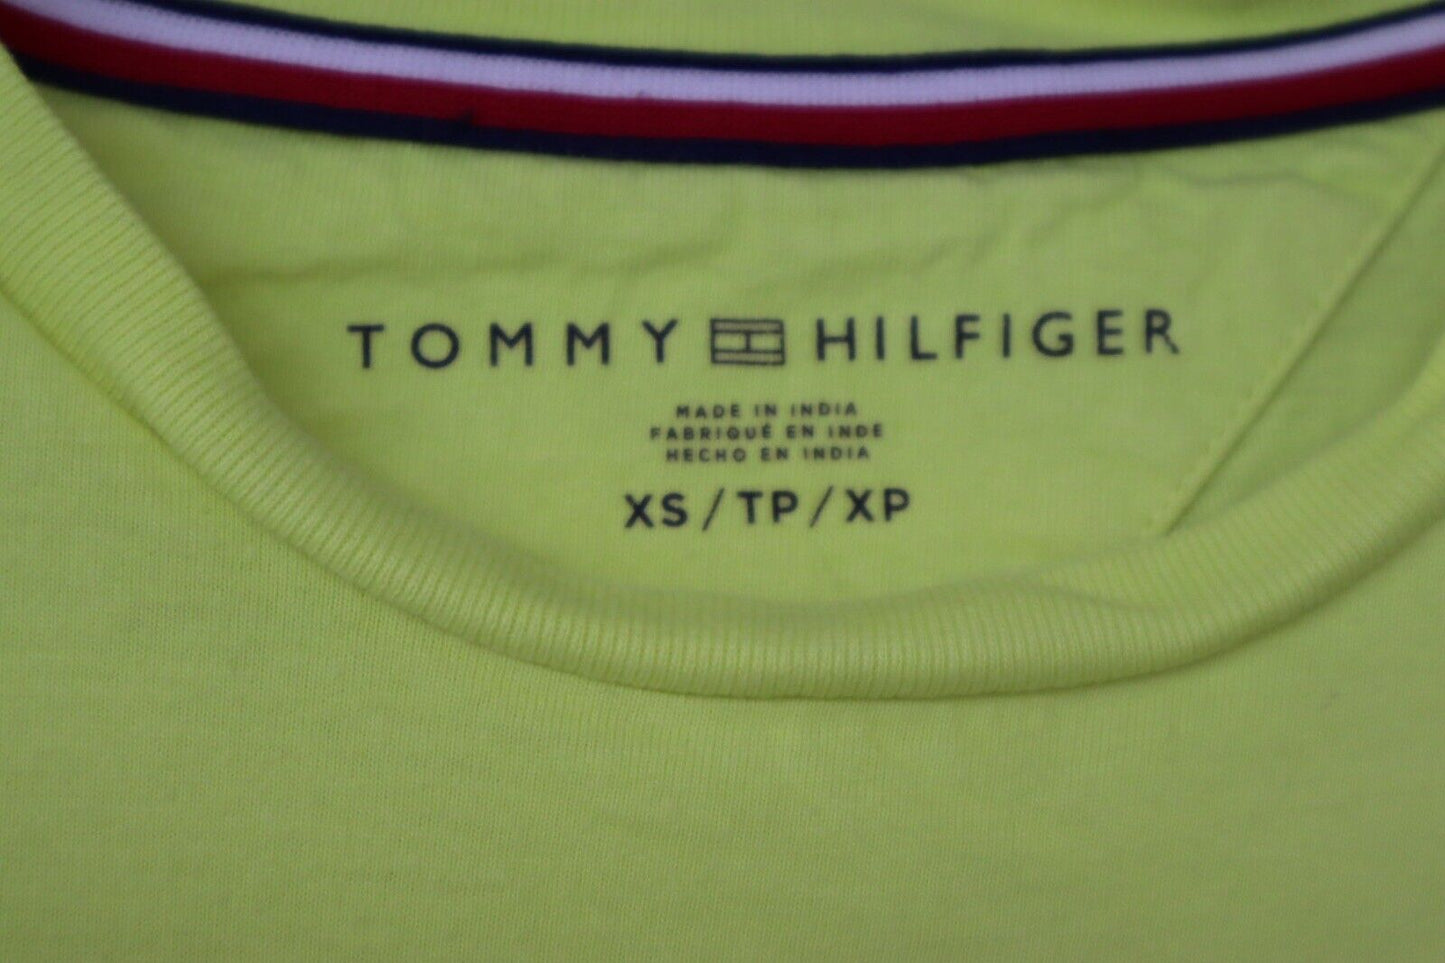 TOMMY HILFIGER
MADE IN INDIA
FABRIQUÉ EN INDE
HECHO EN INDIA
XS / TP / XP